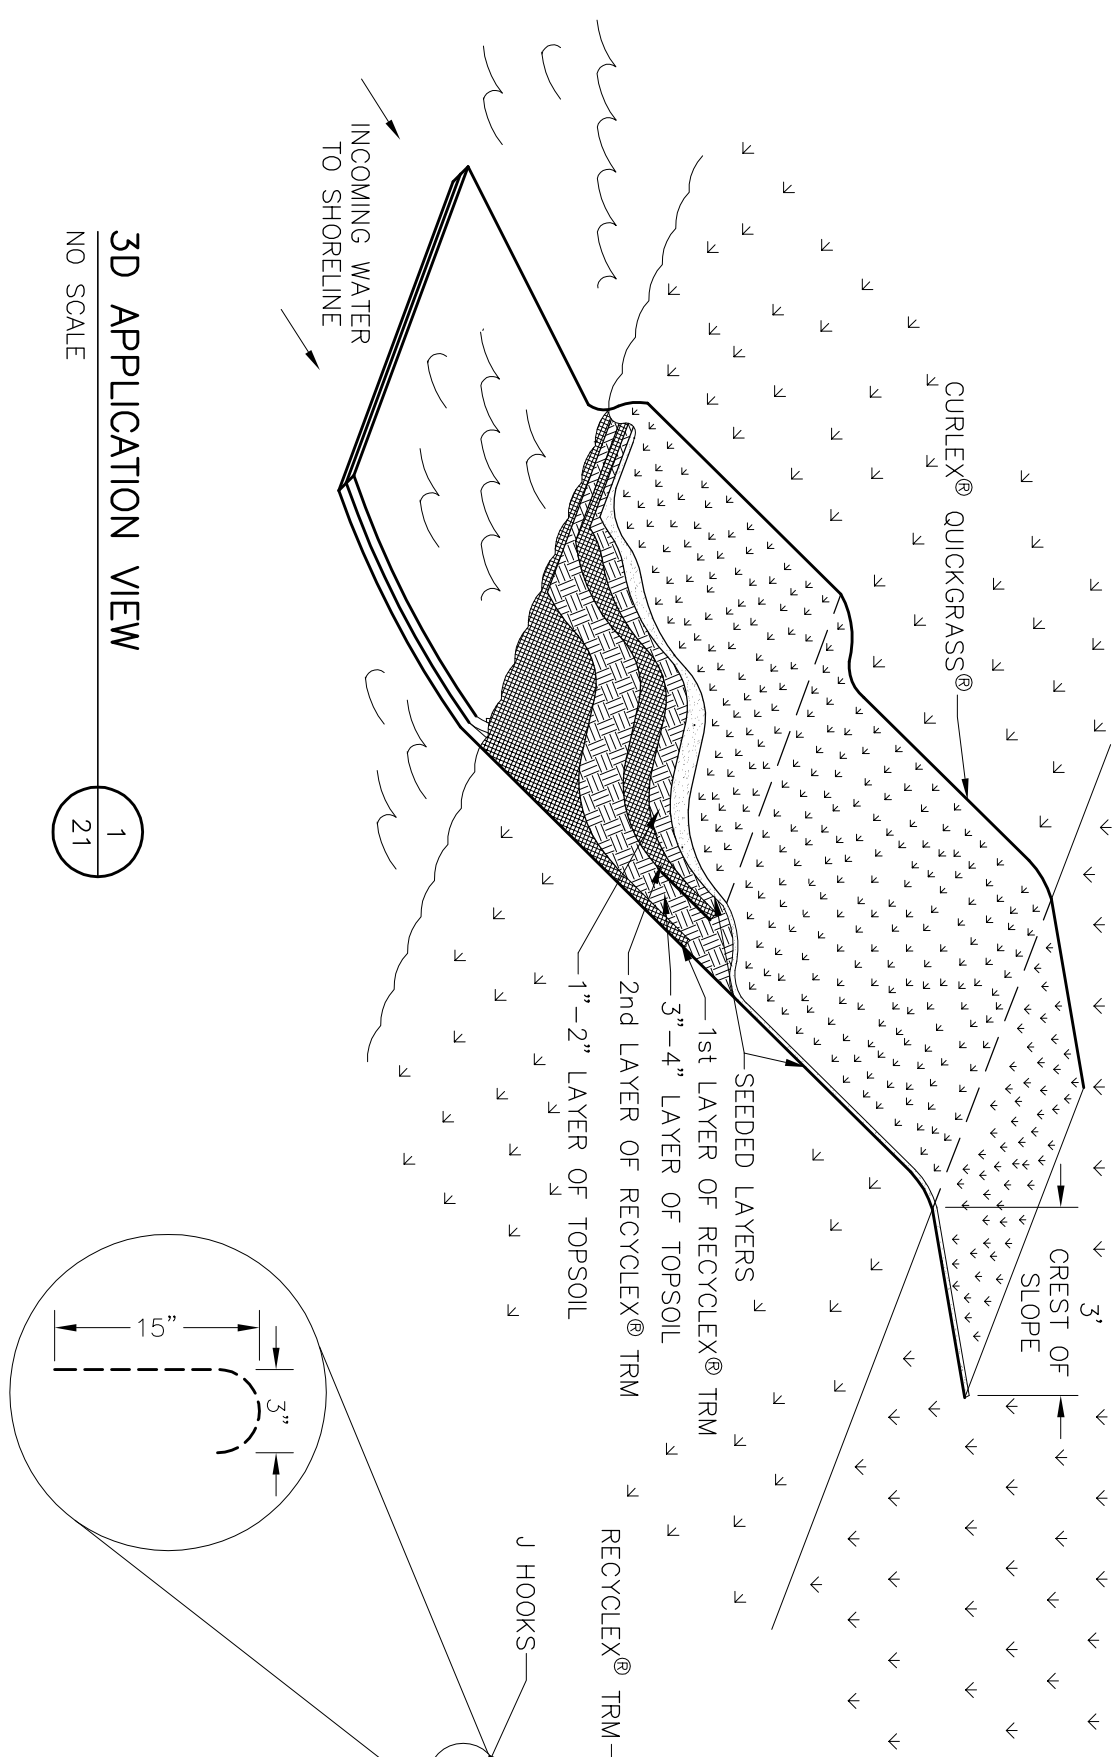 CURLEX® QUICKGRASS®
3'
CREST OF
SLOPE
SEEDED LAYERS
1st LAYER OF RECYCLEX® TRM
3"-4" LAYER OF TOPSOIL
2nd LAYER OF RECYCLEX® TRM
1"-2" LAYER OF TOPSOIL
INCOMING WATER
TO SHORELINE
3D APPLICATION VIEW
NO SCALE
1
21
RECYCLEX® TRM
J HOOKS
3"
15"